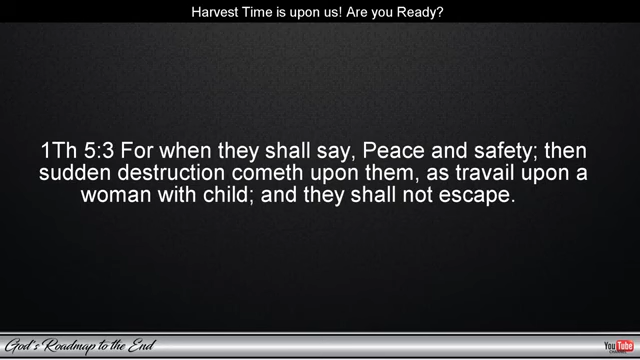 Harvest Time is upon us! Are you Ready?
1Th 5:3 For when they shall say, Peace and safety; then
sudden destruction cometh upon them, as travail upon a
woman with child; and they shall not escape.
God's Roadmap to the End
YouTube